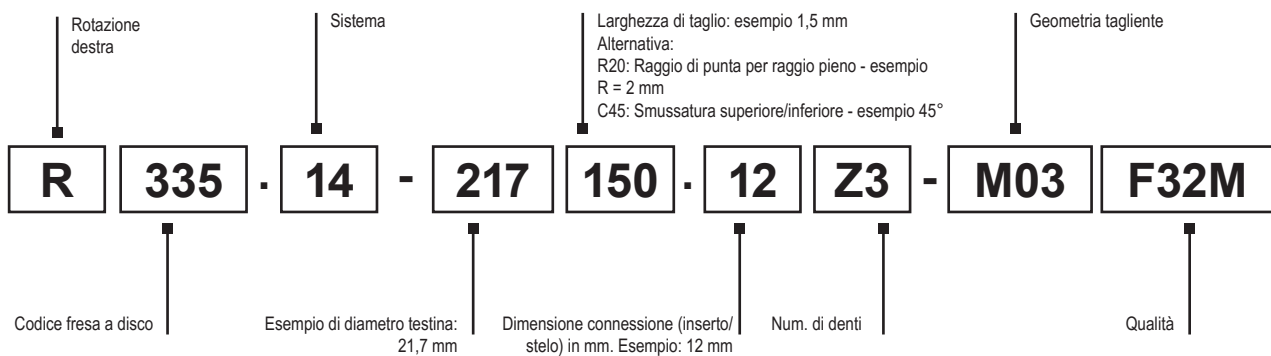 Rotazione
destra
Sistema
Larghezza di taglio: esempio 1,5 mm
Alternativa:
R20: Raggio di punta per raggio pieno - esempio
R = 2 mm
C45: Smussatura superiore/inferiore - esempio 45°
Geometria tagliente
R 335 . 14 - 217 150 . 12 Z3 - M03 F32M
Codice fresa a disco
Esempio di diametro testina:
21,7 mm
Dimensione connessione (inserto/
stelo) in mm. Esempio: 12 mm
Num. di denti
Qualità